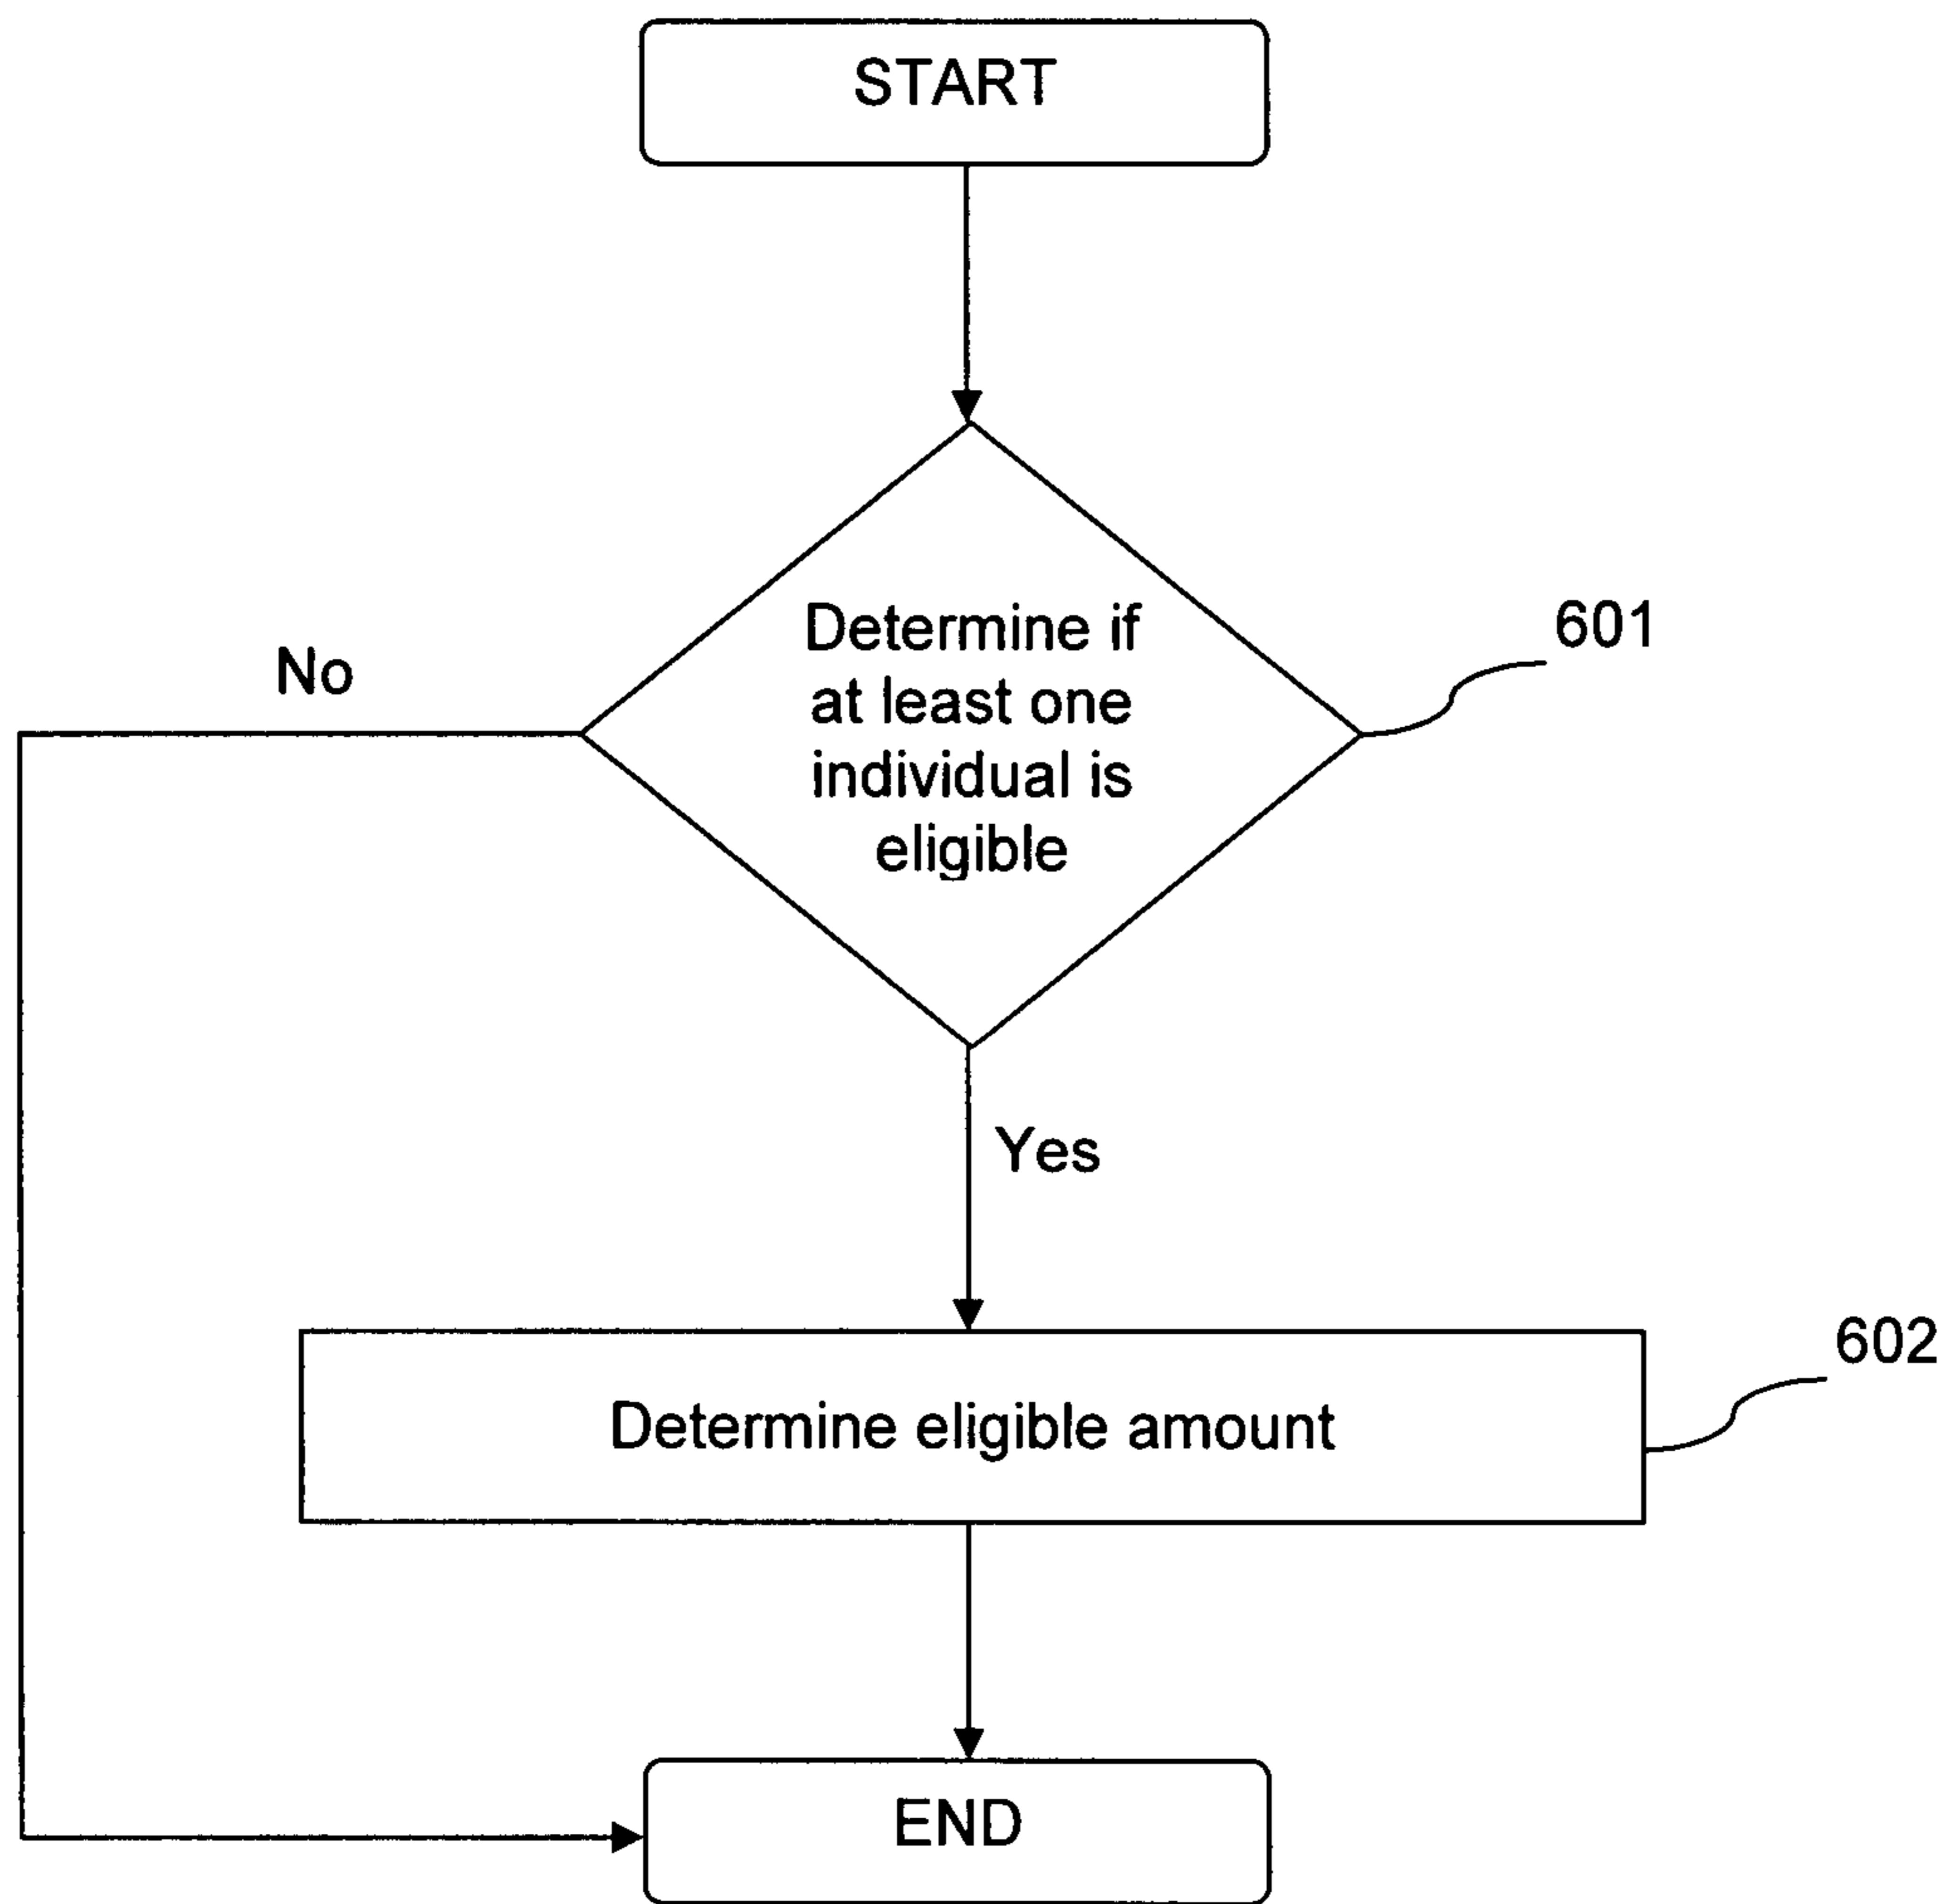 START
Determine if
at least one
individual is
eligible
601
No
Yes
Determine eligible amount
602
END